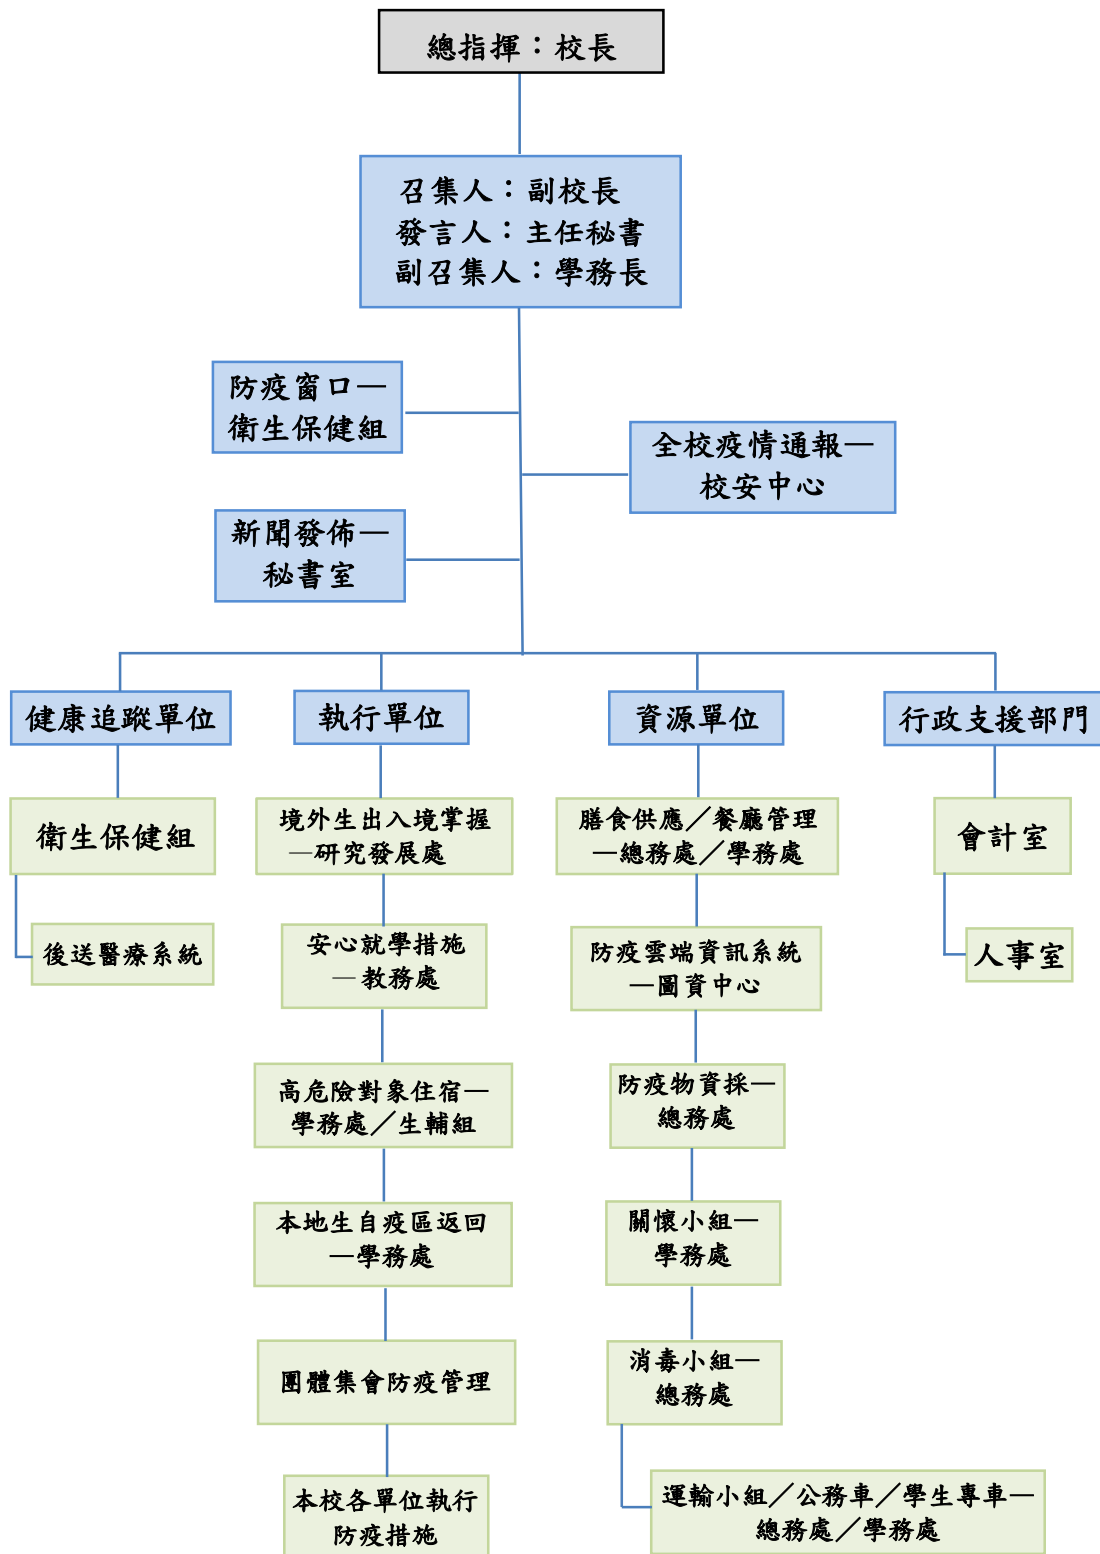 總指揮：校長
召集人：副校長
發言人：主任秘書
副召集人：學務長
防疫窗口—
衛生保健組
全校疫情通報—
校安中心
新聞發佈—
秘書室
健康追蹤單位
執行單位
資源單位
行政支援部門
衛生保健組
後送醫療系統
境外生出入境掌握
—研究發展處
安心就學措施
—教務處
高危險對象住宿—
學務處／生輔組
本地生自疫區返回
—學務處
團體集會防疫管理
本校各單位執行
防疫措施
膳食供應／餐廳管理
—總務處／學務處
防疫雲端資訊系統
—圖資中心
防疫物資採—
總務處
關懷小組—
學務處
消毒小組—
總務處
運輸小組／公務車／學生專車—
總務處／學務處
會計室
人事室